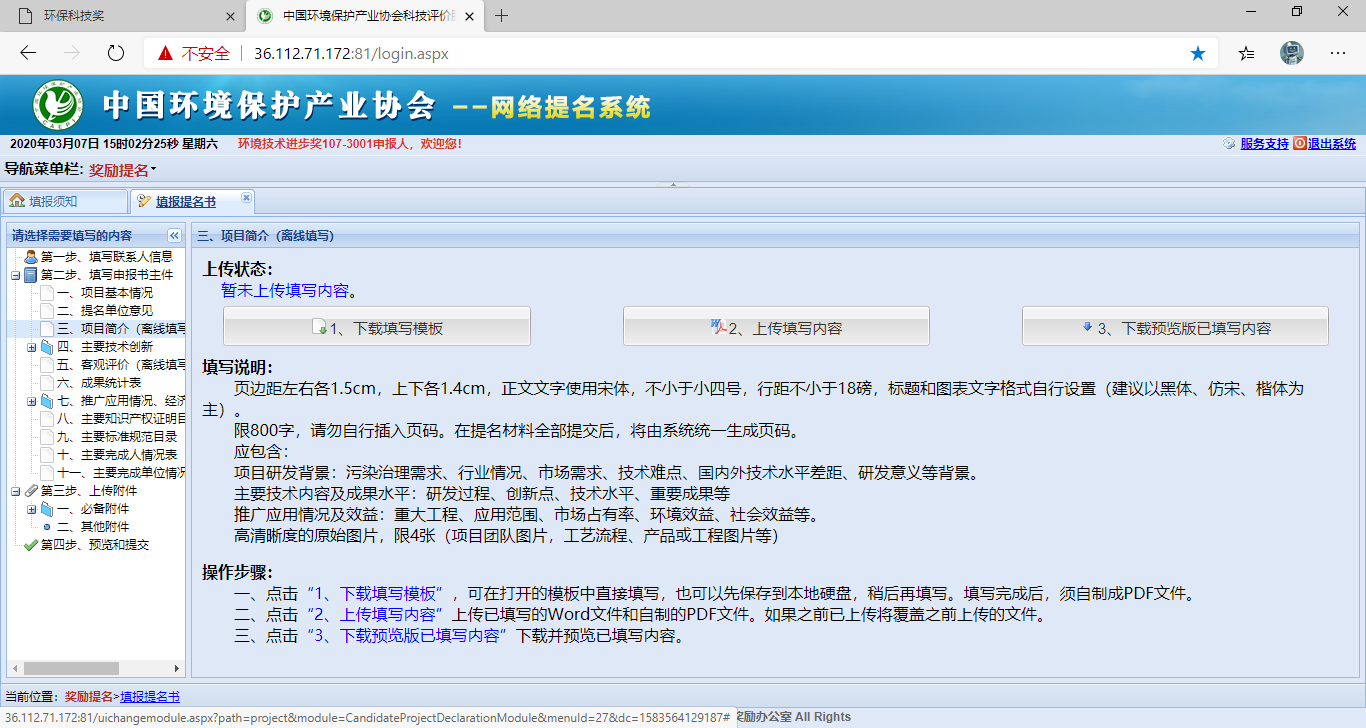 环保科技奖
中国环境保护产业协会科技评价
不安全 36.112.71.172:81/login.aspx
中国环境保护产业协会 --网络提名系统
2020年03月07日 15时02分25秒 星期六 环境技术进步奖107-3001申报人，欢迎您！ 服务支持 退出系统
导航菜单栏: 奖励提名
填报须知 填报提名书
请选择需要填写的内容
第一步、填写联系人信息
第二步、填写申报书主件
一、项目基本情况
二、提名单位意见
三、项目简介（离线填写
四、主要技术创新
五、客观评价（离线填写
六、成果统计表
七、推广应用情况、经济
八、主要知识产权证明目
九、主要标准规范目录
十、主要完成人情况表
十一、主要完成单位情况
第三步、上传附件
一、必备附件
二、其他附件
第四步、预览和提交
三、项目简介（离线填写）
上传状态:
暂未上传填写内容。
1、下载填写模板 2、上传填写内容 3、下载预览版已填写内容
填写说明:
页边距左右各1.5cm，上下各1.4cm，正文文字使用宋体，不小于小四号，行距不小于18磅，标题和图表文字格式自行设置（建议以黑体、仿宋、楷体为
主）。
限800字，请勿自行插入页码。在提名材料全部提交后，将由系统统一生成页码。
应包含：
项目研发背景：污染治理需求、行业情况、市场需求、技术难点、国内外技术水平差距、研发意义等背景。
主要技术内容及成果水平：研发过程、创新点、技术水平、重要成果等
推广应用情况及效益：重大工程、应用范围、市场占有率、环境效益、社会效益等。
高清晰度的原始图片，限4张（项目团队图片，工艺流程、产品或工程图片等）
操作步骤:
一、点击“1、下载填写模板”，可在打开的模板中直接填写，也可以先保存到本地硬盘，稍后再填写。填写完成后，须自制成PDF文件。
二、点击“2、上传填写内容”上传已填写的Word文件和自制的PDF文件。如果之前已上传将覆盖之前上传的文件。
三、点击“3、下载预览版已填写内容”下载并预览已填写内容。
当前位置: 奖励提名>填报提名书
36.112.71.172:81/uichangemodule.aspx?path=project&module=CandidateProjectDeclarationModule&menuId=27&dc=1583564129187# 奖励办公室 All Rights